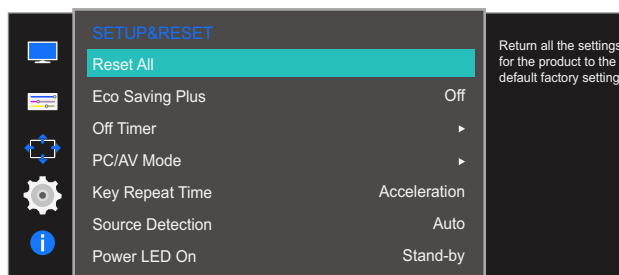 SETUP&RESET
Reset All
Eco Saving Plus Off
Off Timer
PC/AV Mode
Key Repeat Time Acceleration
Source Detection Auto
Power LED On Stand-by
Return all the settings
for the product to the
default factory setting